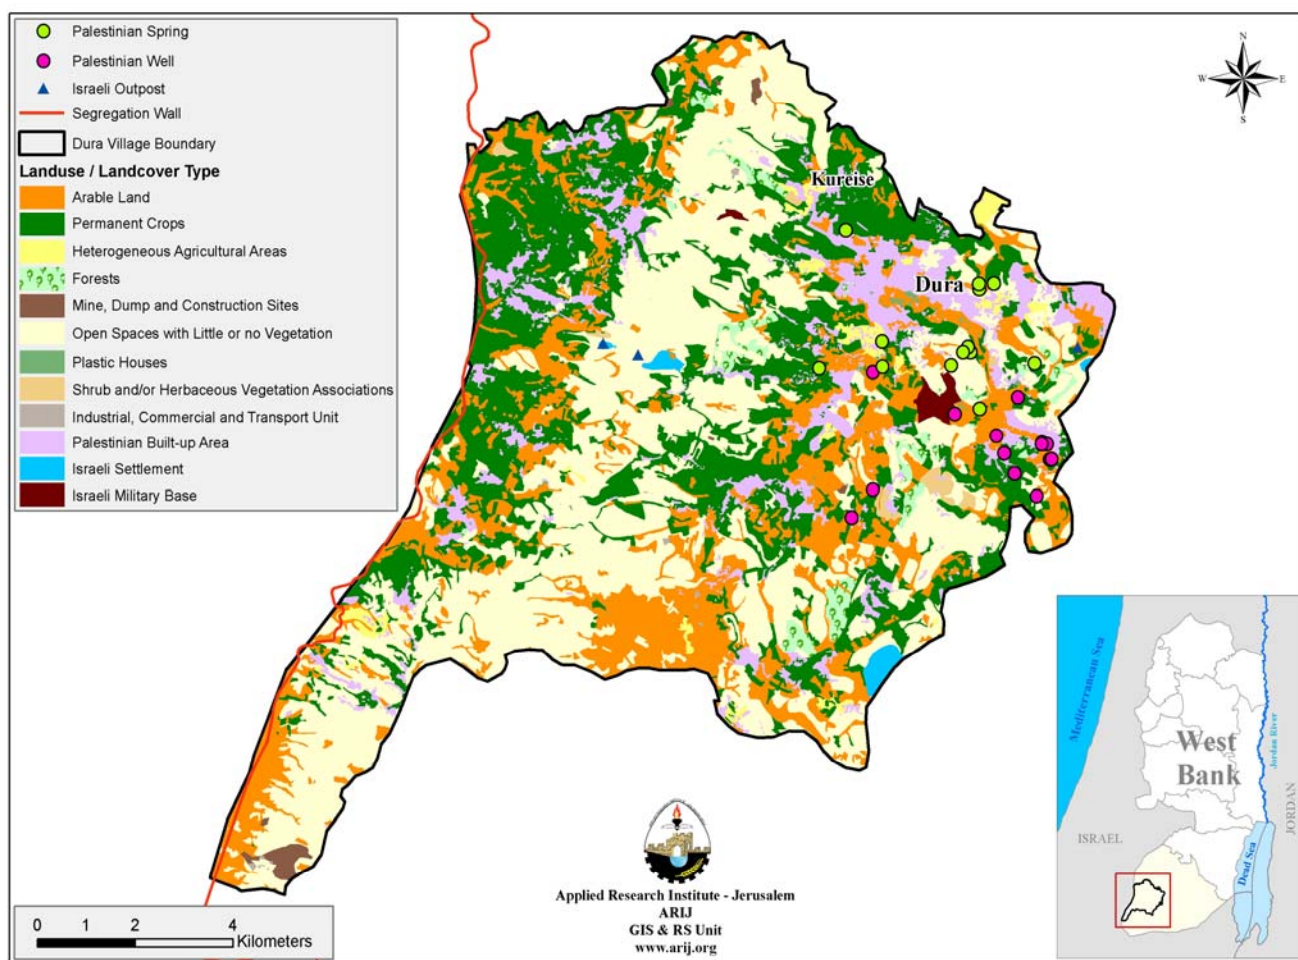 Palestinian Spring
Palestinian Well
Israeli Outpost
Segregation Wall
Dura Village Boundary
Landuse / Landcover Type
Arable Land
Permanent Crops
Heterogeneous Agricultural Areas
Forests
Mine, Dump and Construction Sites
Open Spaces with Little or no Vegetation
Plastic Houses
Shrub and/or Herbaceous Vegetation Associations
Industrial, Commercial and Transport Unit
Palestinian Built-up Area
Israeli Settlement
Israeli Military Base
N
W
E
S
Kureise
Dura
Mediterranean Sea
West
Bank
Jordan River
JORDAN
ISRAEL
Dead Sea
Applied Research Institute - Jerusalem
ARIJ
GIS & RS Unit
www.arij.org
0 1 2 4
Kilometers